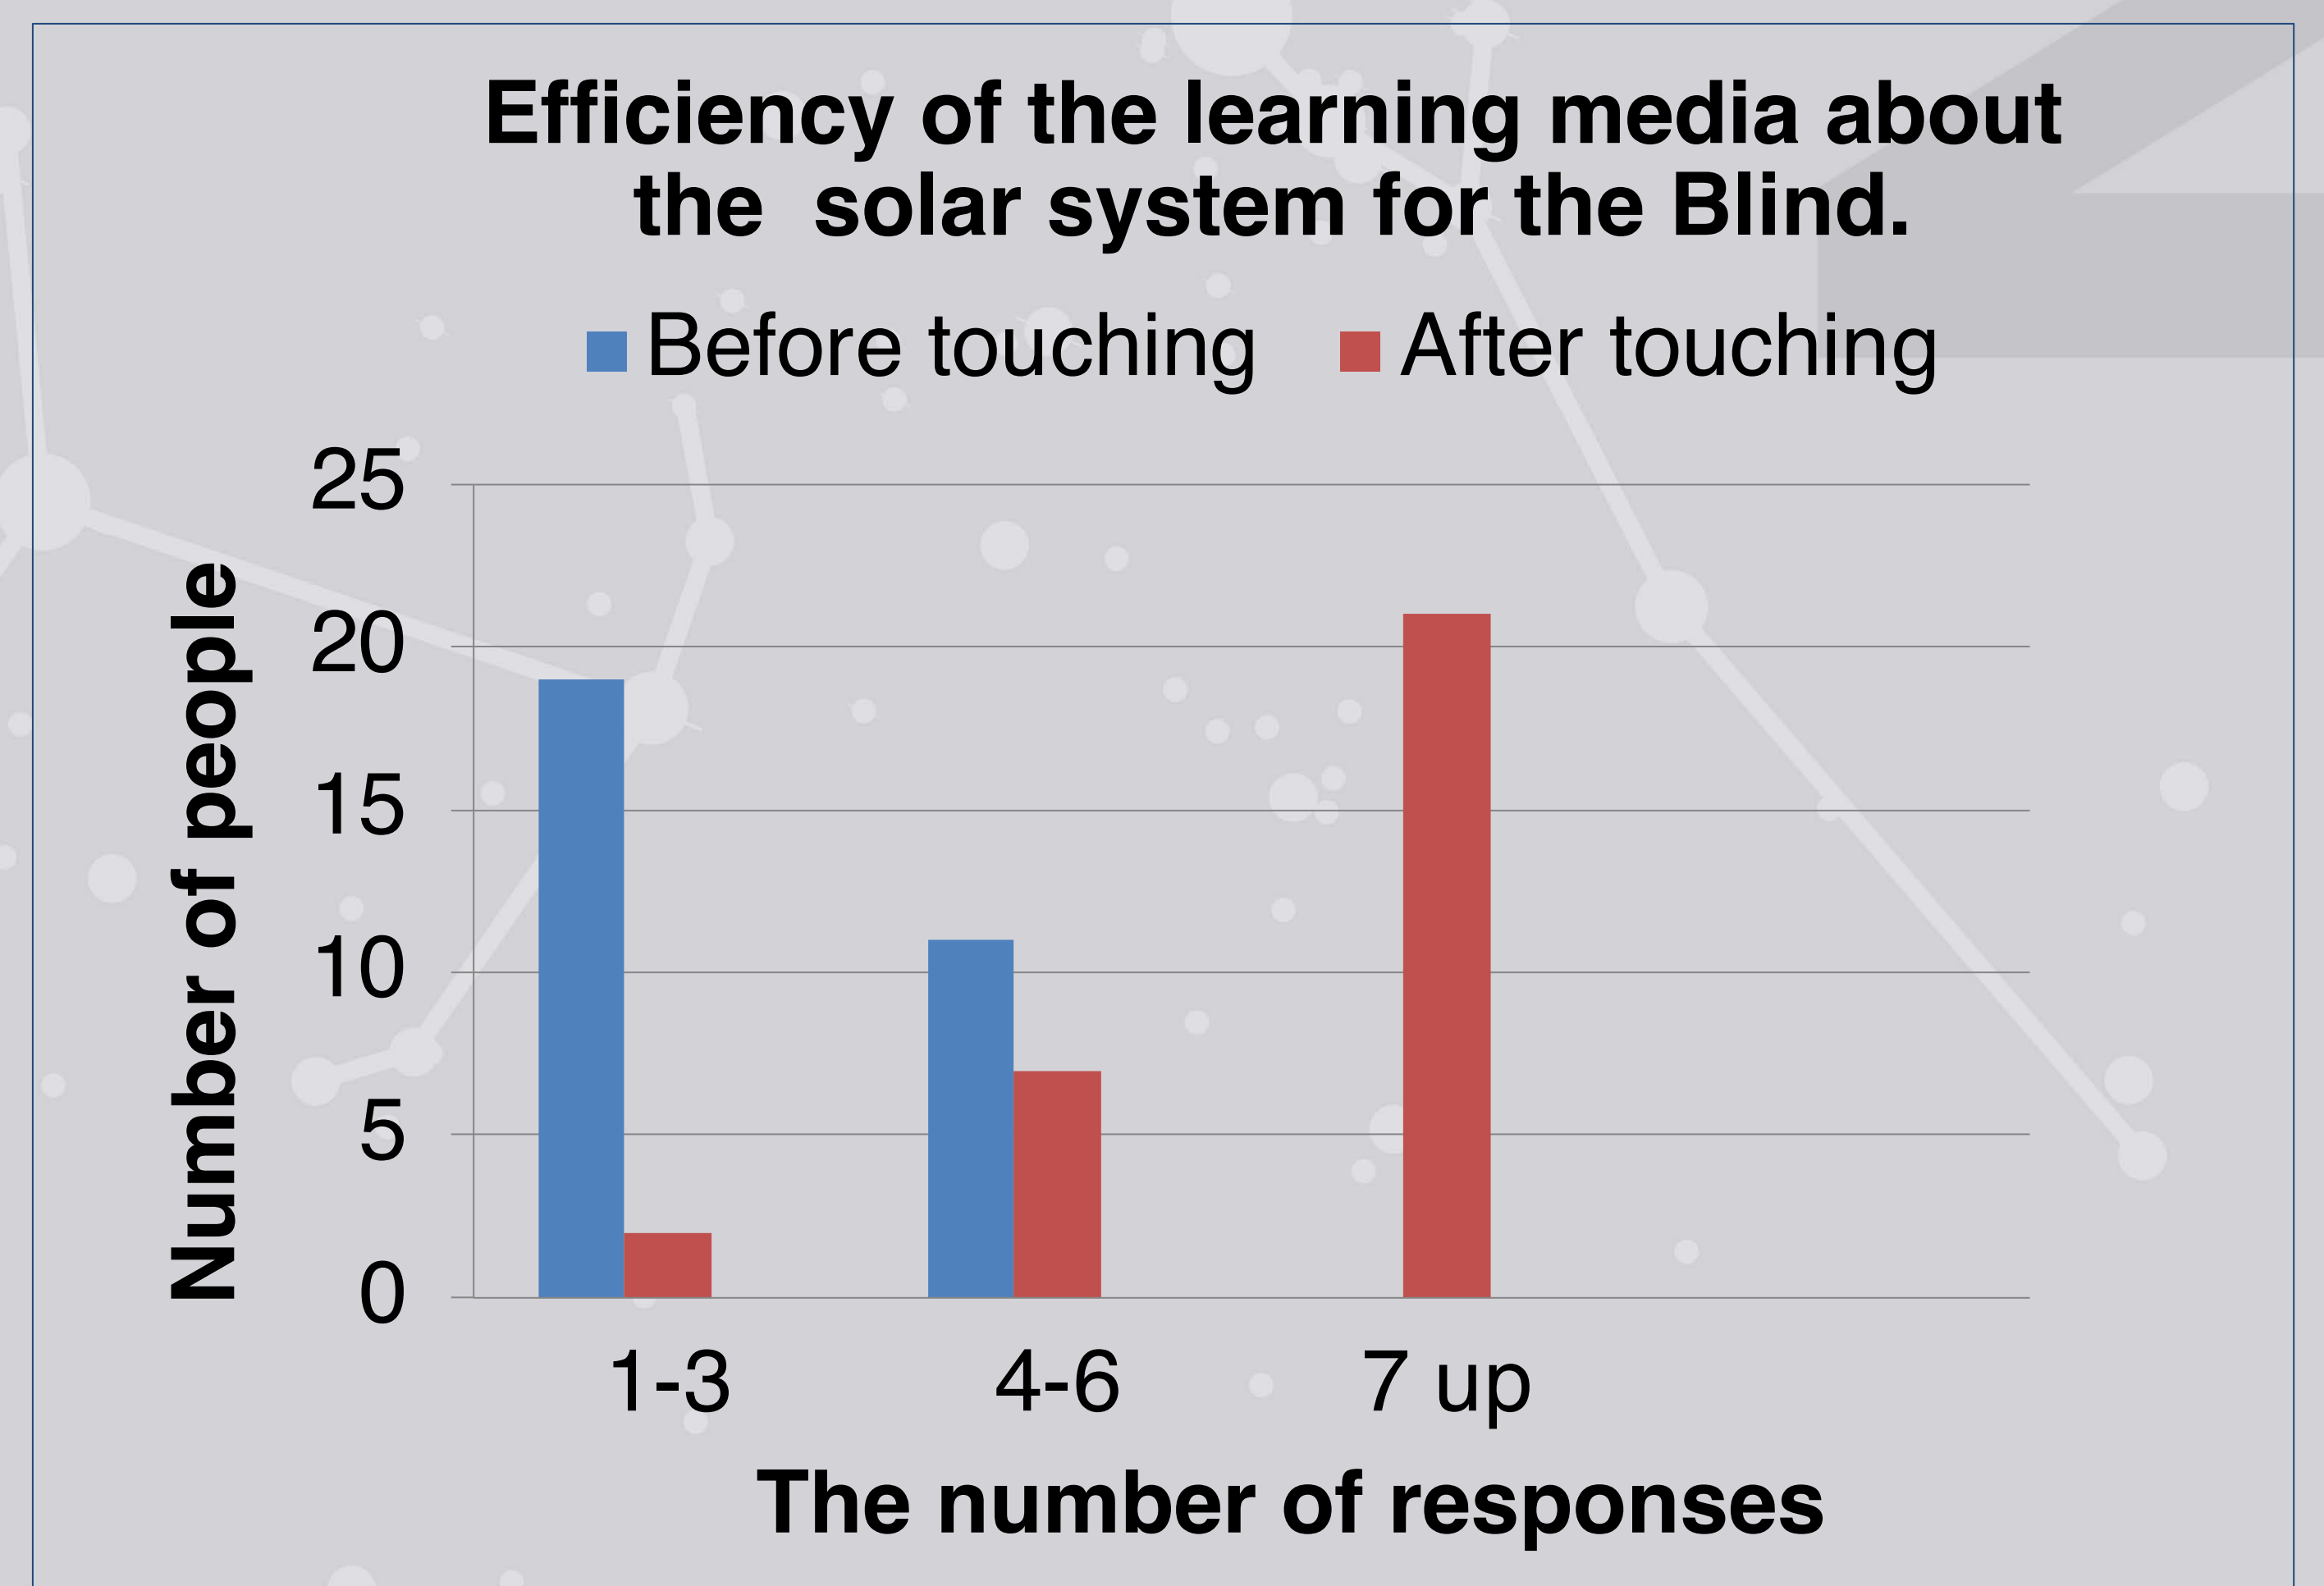 Efficiency of the learning media about
the  solar system for the Blind.
Before touching After touching
25
20
15
10
5
0
Number of people
1-3 4-6 7 up
The number of responses